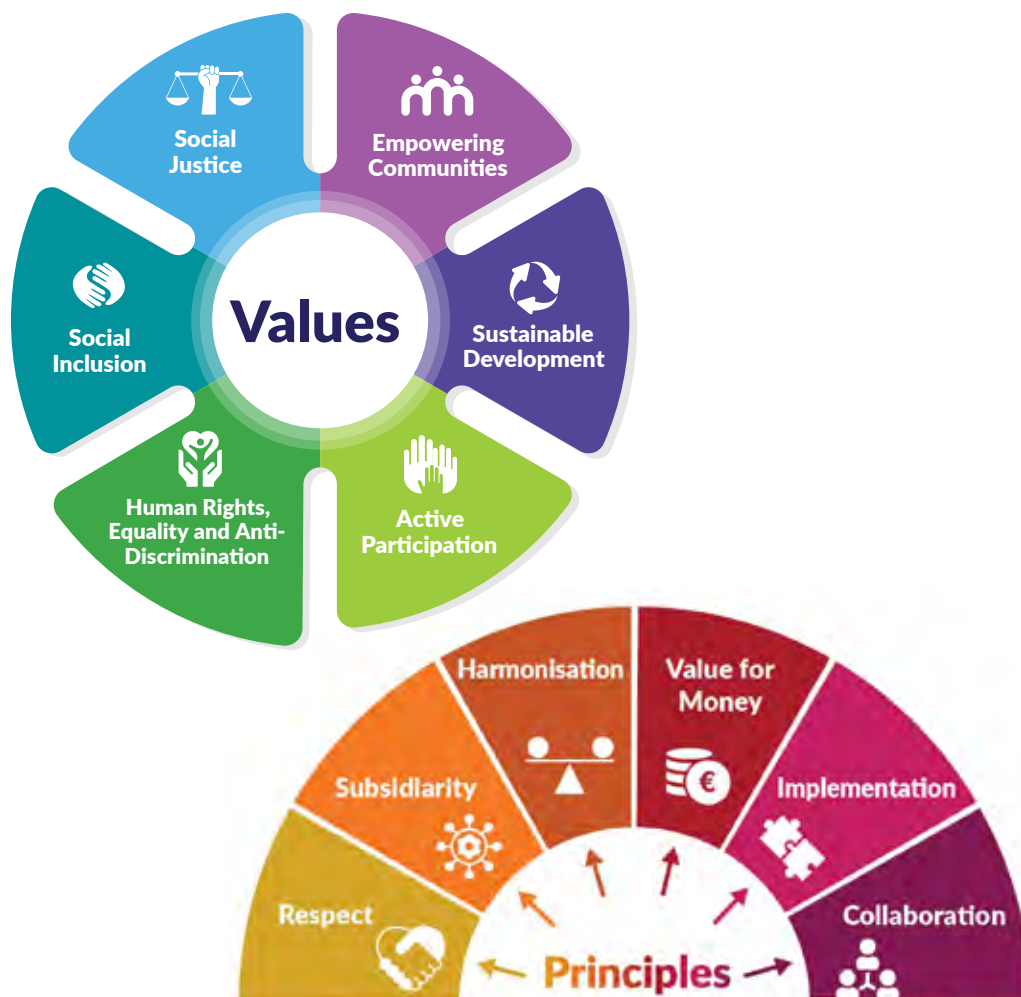 Social
Justice
Empowering
Communities
Social
Inclusion
Values
Sustainable
Development
Human Rights,
Equality and Anti-
Discrimination
Active
Participation
Harmonisation
Value for
Money
Subsidiarity
€
Implementation
Respect
Collaboration
Principles